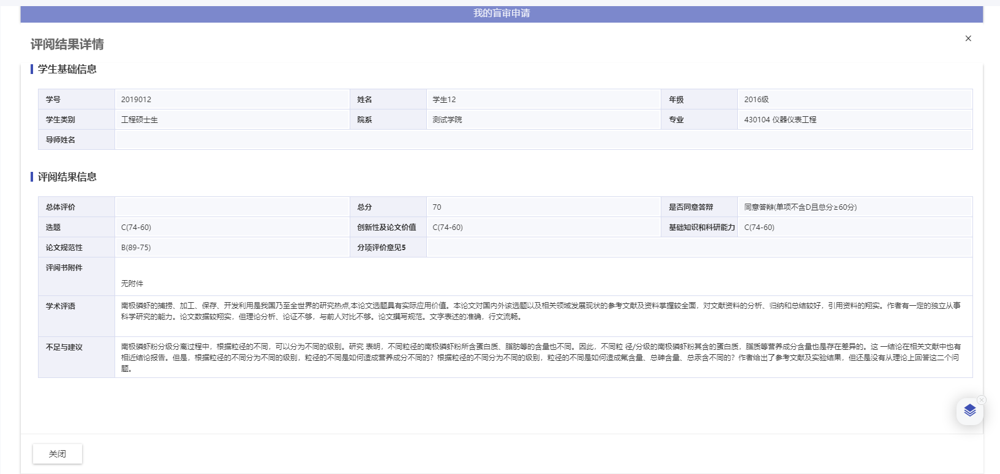 我的盲审申请
评阅结果详情
学生基础信息
学号 2019012 姓名 学生12 年级 2016级
学生类别 工程硕士生 院系 测试学院 专业 430104 仪器仪表工程
导师姓名
评阅结果信息
总体评价 总分 70 是否同意答辩 同意答辩(单项不含D且总分≥60分)
选题 C(74-60) 创新性及论文价值 C(74-60) 基础知识和科研能力 C(74-60)
论文规范性 B(89-75) 分项评价意见5
评阅书附件
无附件
学术评语 南极磷虾的捕捞、加工、保存、开发利用是我国乃至全世界的研究热点,本论文选题具有实际应用价值。本论文对国内外该选题以及相关领域发展现状的参考文献及资料掌握较全面，对文献资料的分析、归纳和总结较好，引用资料的翔实。作者有一定的独立从事
科学研究的能力。论文数据较翔实，但理论分析、论证不够，与前人对比不够。论文撰写规范。文字表述的准确，行文流畅。
不足与建议 南极磷虾粉分级分离过程中，根据粒径的不同，可以分为不同的级别。研究 表明，不同粒径的南极磷虾粉所含蛋白质、脂肪等的含量也不同。因此，不同粒 径/分级的南极磷虾粉其含的蛋白质，脂质等营养成分含量也是存在差异的。这 一结论在相关文献中也有
相近结论报告。但是，根据粒径的不同分为不同的级别，粒径的不同是如何造成营养成分不同的？根据粒径的不同分为不同的级别，粒径的不同是如何造成氟含量、总砷含量、总汞含不同的？作者给出了参考文献及实验结果，但还是没有从理论上回答这二个问
题。
关闭